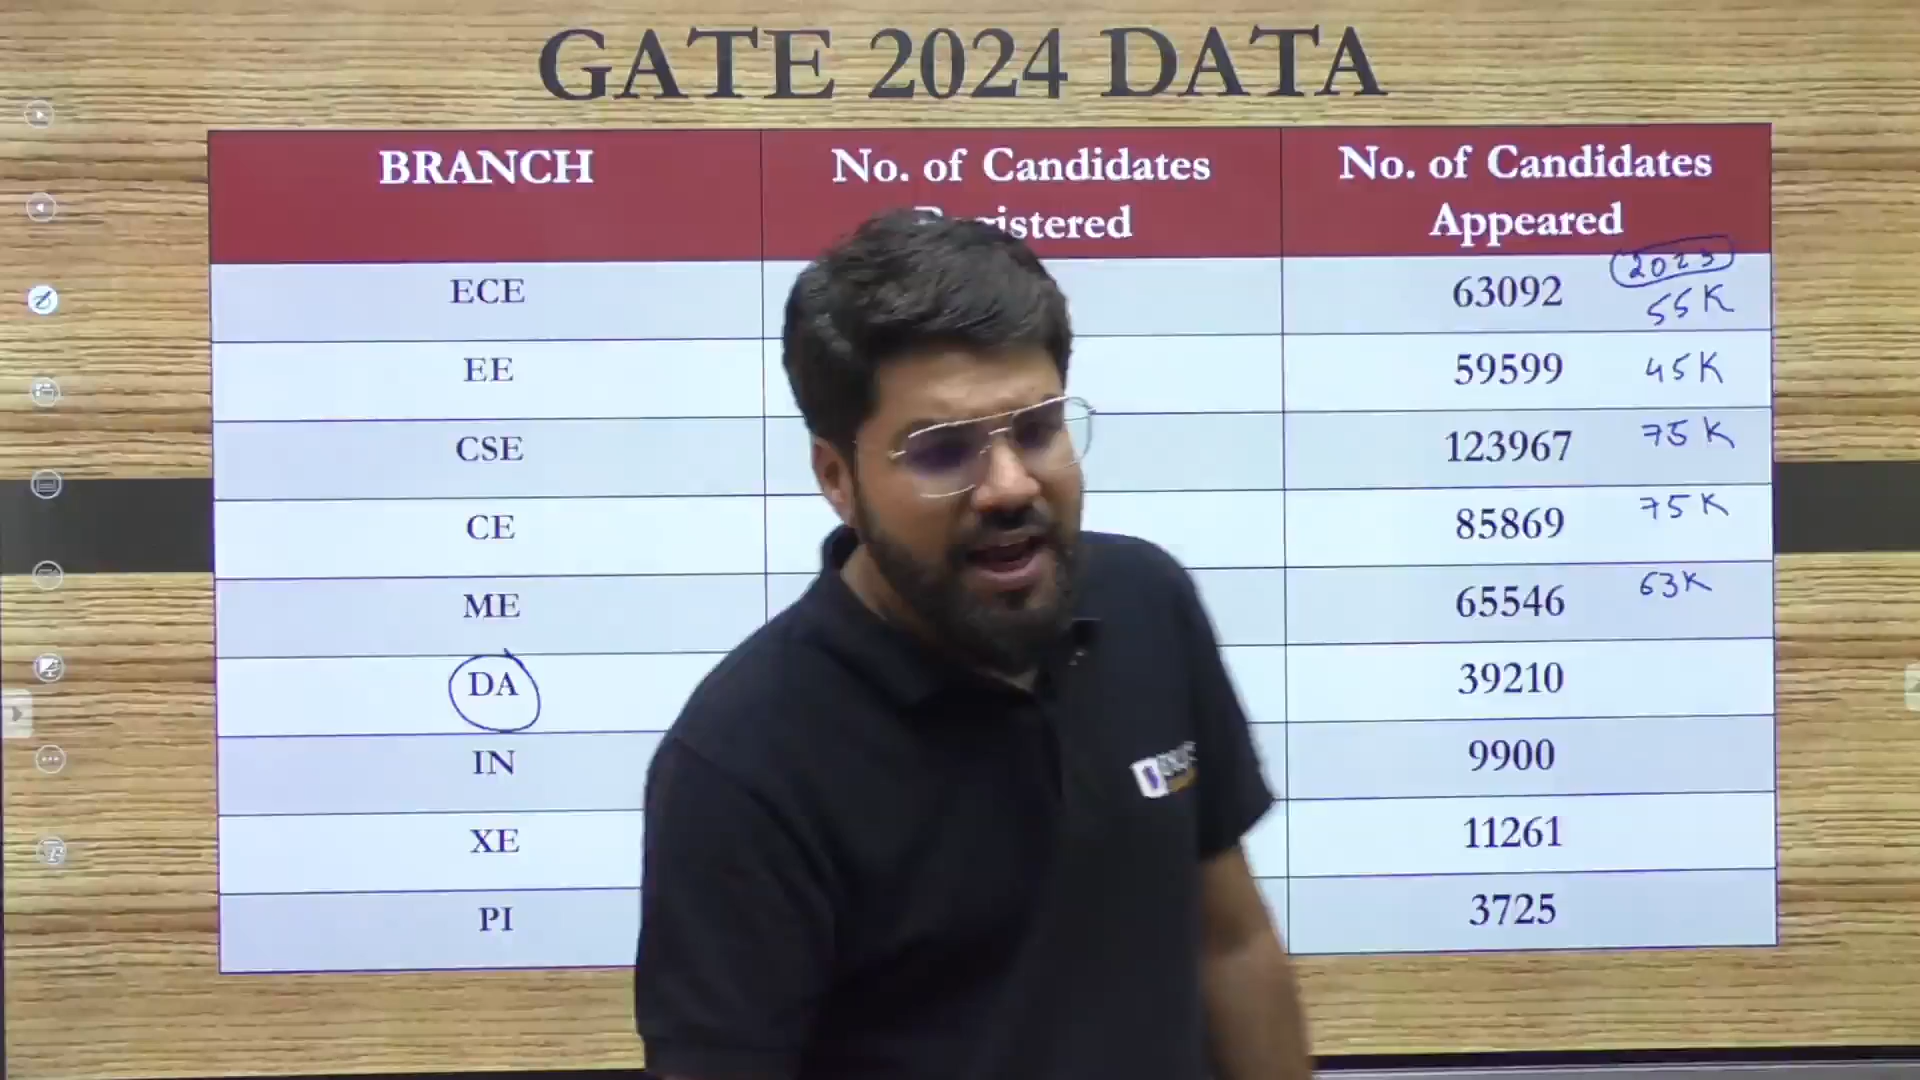 GATE 2024 DATA
BRANCH No. of Candidates Registered No. of Candidates Appeared
2023
ECE 63092 55K
EE 59599 45K
CSE 123967 75K
CE 85869 75K
ME 65546 63K
DA 39210
IN 9900
XE 11261
PI 3725